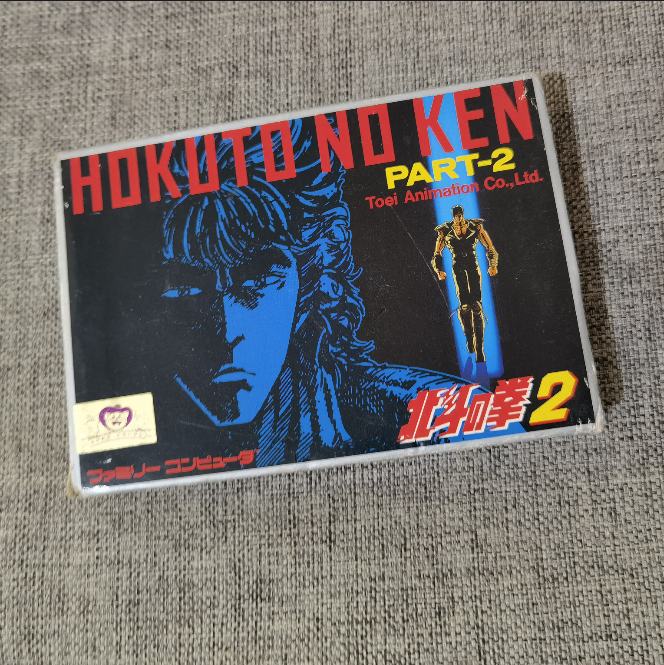 HOKUTO NO KEN
PART-2
Toei Animation Co.,Ltd.
北斗の拳2
ファミリー コンピュータ